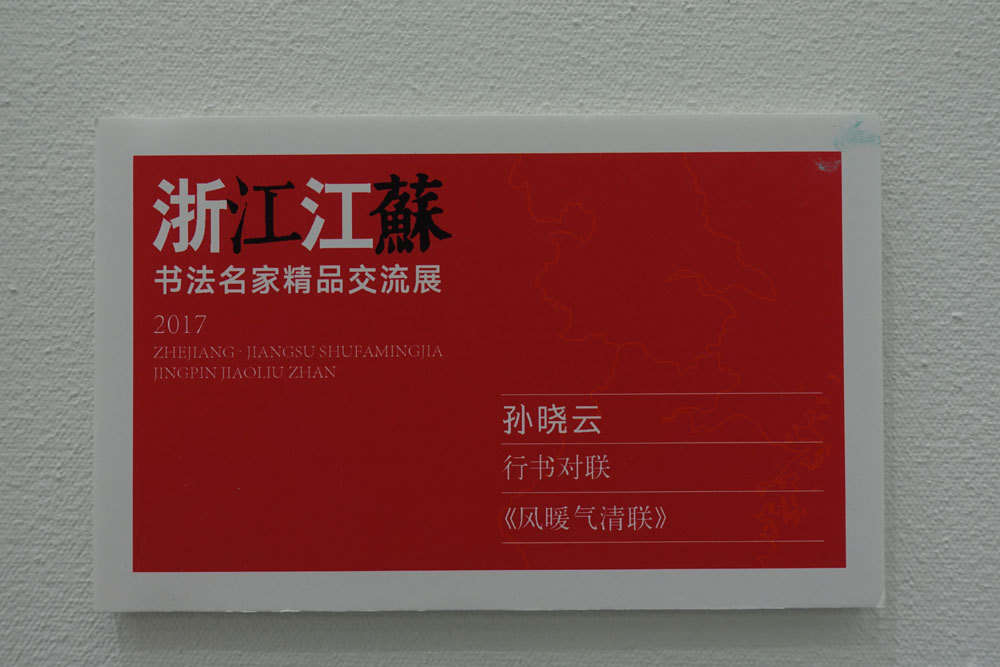 浙江江蘇
书法名家精品交流展
2017
ZHEJIANG · JIANGSU SHUFAMINGJIA
JINGPIN JIAOLIU ZHAN
孙晓云
行书对联
《风暖气清联》